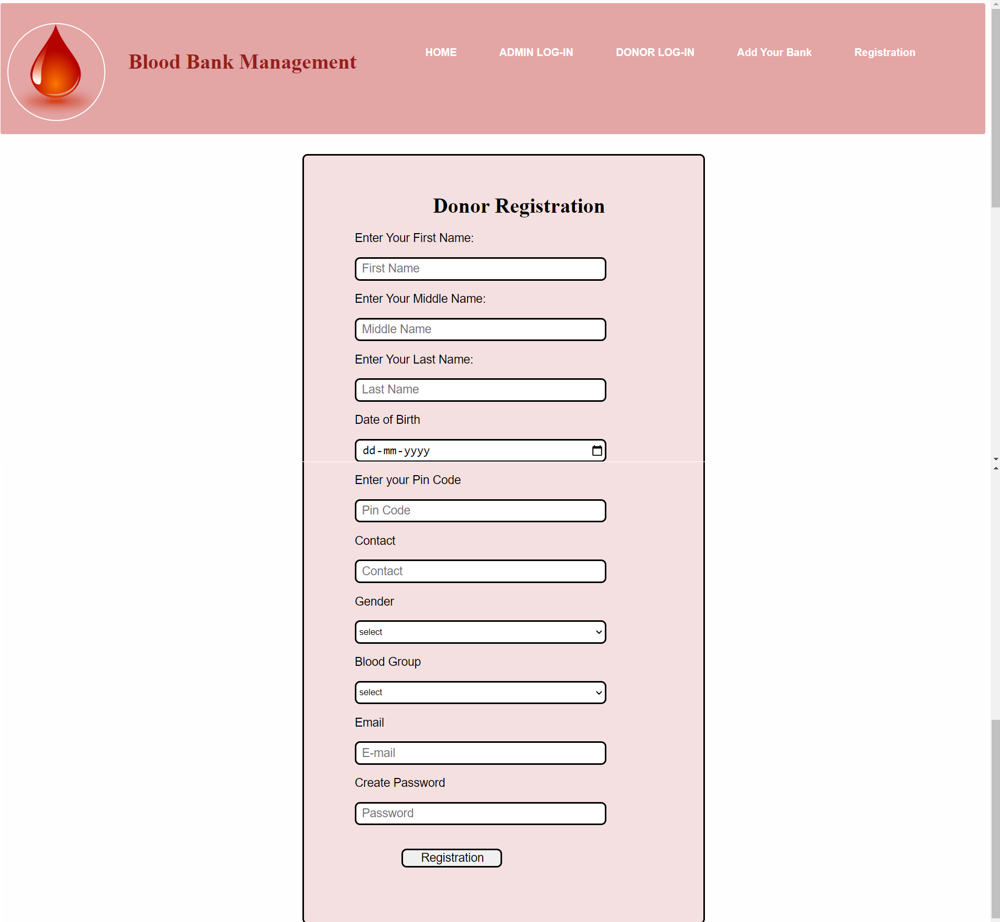 Blood Bank Management
HOME ADMIN LOG-IN DONOR LOG-IN Add Your Bank Registration
Donor Registration
Enter Your First Name:
First Name
Enter Your Middle Name:
Middle Name
Enter Your Last Name:
Last Name
Date of Birth
dd-mm-yyyy
Enter your Pin Code
Pin Code
Contact
Contact
Gender
select
Blood Group
select
Email
E-mail
Create Password
Password
Registration